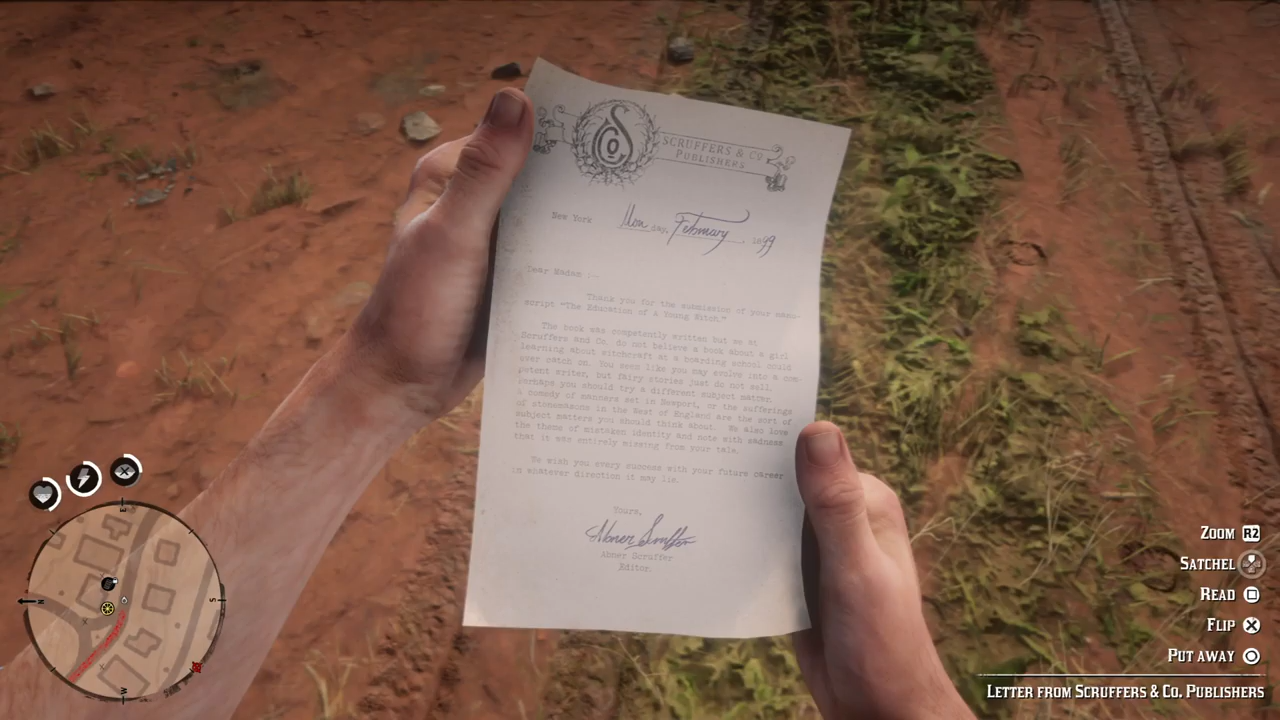 Co
SCRUFFERS & Co
PUBLISHERS
New York Monday, February, 1899
Dear Madam :--
Thank you for the submission of your manu-
script "The Education of a Young Witch."
The book was competently written but we at
Scruffers and Co. do not believe a book about a girl
learning about witchcraft at a boarding school could
ever catch on. You seem like you may evolve into a com-
petent writer, but fairy stories just do not sell.
Perhaps you should try a different subject matter.
A comedy of manners set in Newport, or the sufferings
of stonemasons in the West of England are the sort of
subject matters you should think about. We also love
the theme of mistaken identity and note with sadness
that it was entirely missing from your tale.
We wish you every success with your future career
in whatever direction it may lie.
Yours,
Abner Scruffer
Abner Scruffer
Editor.
E
N
S
W
ZOOM R2
SATCHEL
READ
FLIP
PUT AWAY
LETTER FROM SCRUFFERS & CO. PUBLISHERS